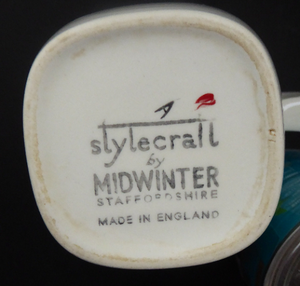 stylecraft
by
MIDWINTER
STAFFORDSHIRE
MADE IN ENGLAND